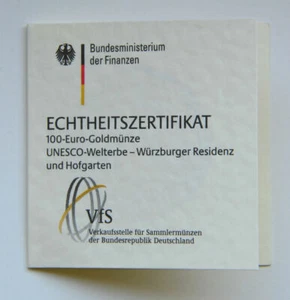 Bundesministerium
der Finanzen
ECHTHEITSZERTIFIKAT
100-Euro-Goldmünze
UNESCO-Welterbe – Würzburger Residenz
und Hofgarten
VfS
Verkaufsstelle für Sammlermünzen
der Bundesrepublik Deutschland